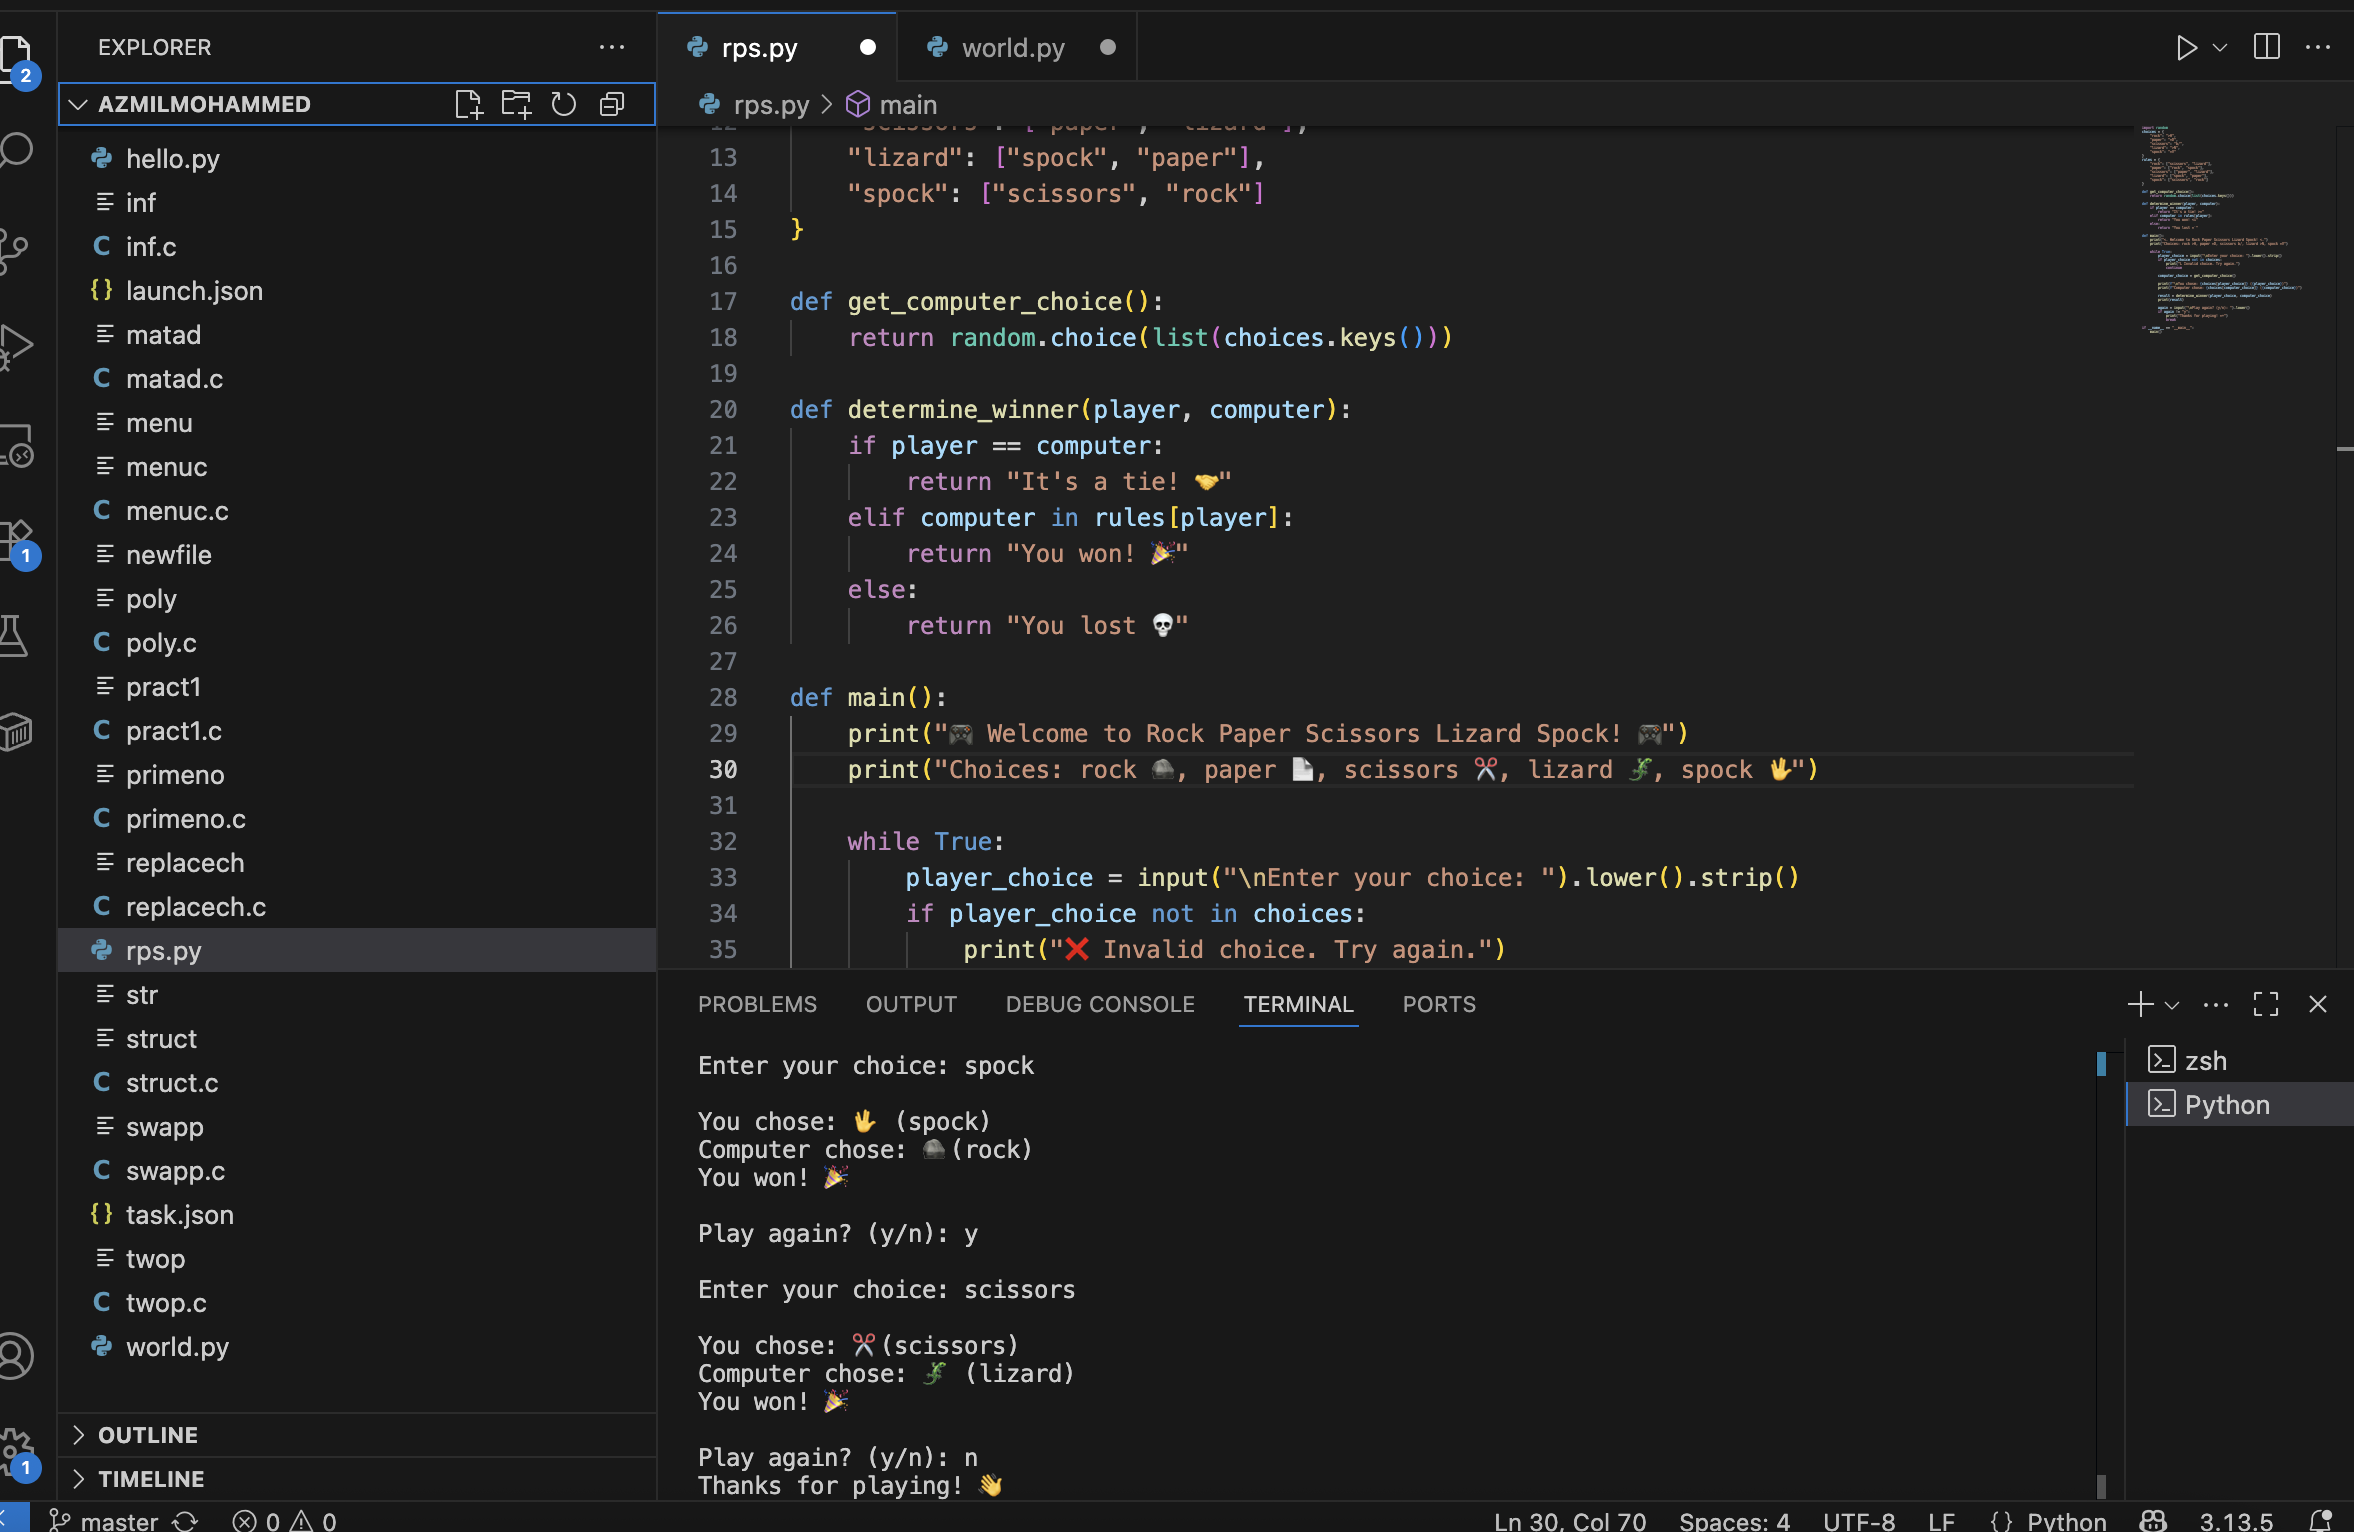 EXPLORER
2
AZMILMOHAMMED
hello.py
inf
C inf.c
{} launch.json
matad
C matad.c
menu
menuc
C menuc.c
newfile
poly
C poly.c
pract1
C pract1.c
primeno
C primeno.c
replacech
C replacech.c
rps.py
str
struct
C struct.c
swapp
C swapp.c
{} task.json
twop
C twop.c
world.py
OUTLINE
TIMELINE
1
1
rps.py
world.py
rps.py > main
12 "scissors": ["paper", "lizard"],
13 "lizard": ["spock", "paper"],
14 "spock": ["scissors", "rock"]
15 }
16
17 def get_computer_choice():
18 return random.choice(list(choices.keys()))
19
20 def determine_winner(player, computer):
21 if player == computer:
22 return "It's a tie! 🤝"
23 elif computer in rules[player]:
24 return "You won! 🎉"
25 else:
26 return "You lost 💀"
27
28 def main():
29 print("🎮 Welcome to Rock Paper Scissors Lizard Spock! 🎮")
30 print("Choices: rock 🪨, paper 📄, scissors ✂️, lizard 🦎, spock 🖖")
31
32 while True:
33 player_choice = input("\nEnter your choice: ").lower().strip()
34 if player_choice not in choices:
35 print("❌ Invalid choice. Try again.")
PROBLEMS OUTPUT DEBUG CONSOLE TERMINAL PORTS
Enter your choice: spock
You chose: 🖖 (spock)
Computer chose: 🪨(rock)
You won! 🎉
Play again? (y/n): y
Enter your choice: scissors
You chose: ✂️(scissors)
Computer chose: 🦎 (lizard)
You won! 🎉
Play again? (y/n): n
Thanks for playing! 👋
zsh
Python
master 0 0
Ln 30, Col 70 Spaces: 4 UTF-8 LF {} Python 3.13.5